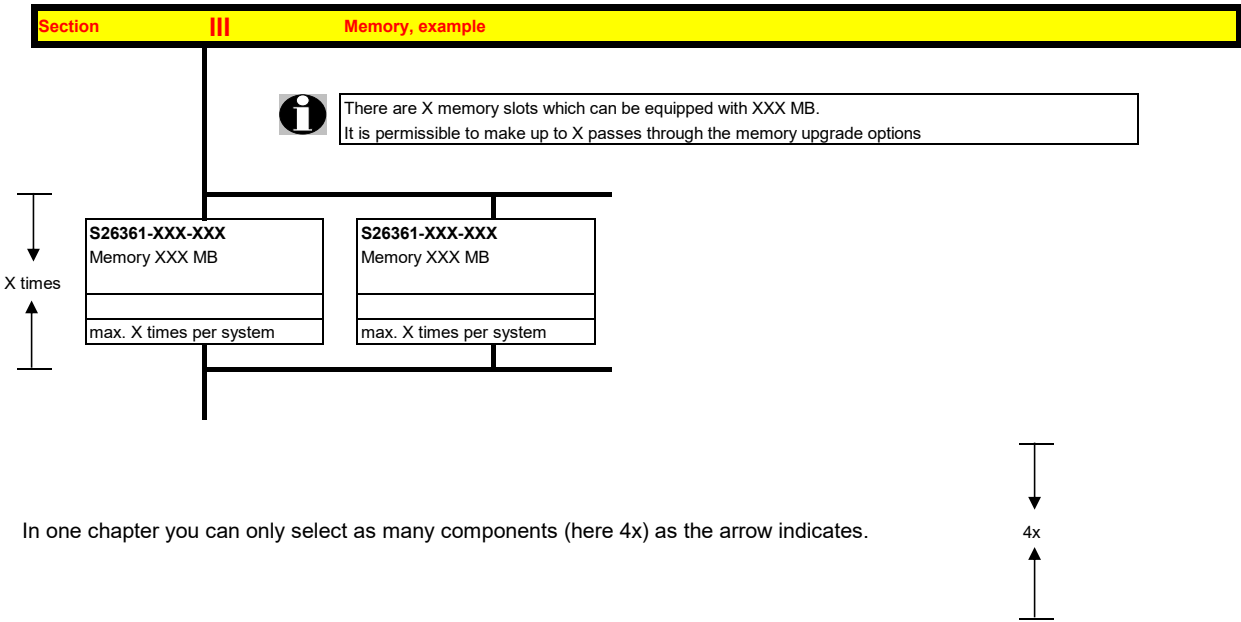 Section III Memory, example
There are X memory slots which can be equipped with XXX MB.
It is permissible to make up to X passes through the memory upgrade options
S26361-XXX-XXX S26361-XXX-XXX
Memory XXX MB Memory XXX MB
X times
max. X times per system max. X times per system
In one chapter you can only select as many components (here 4x) as the arrow indicates. 4x